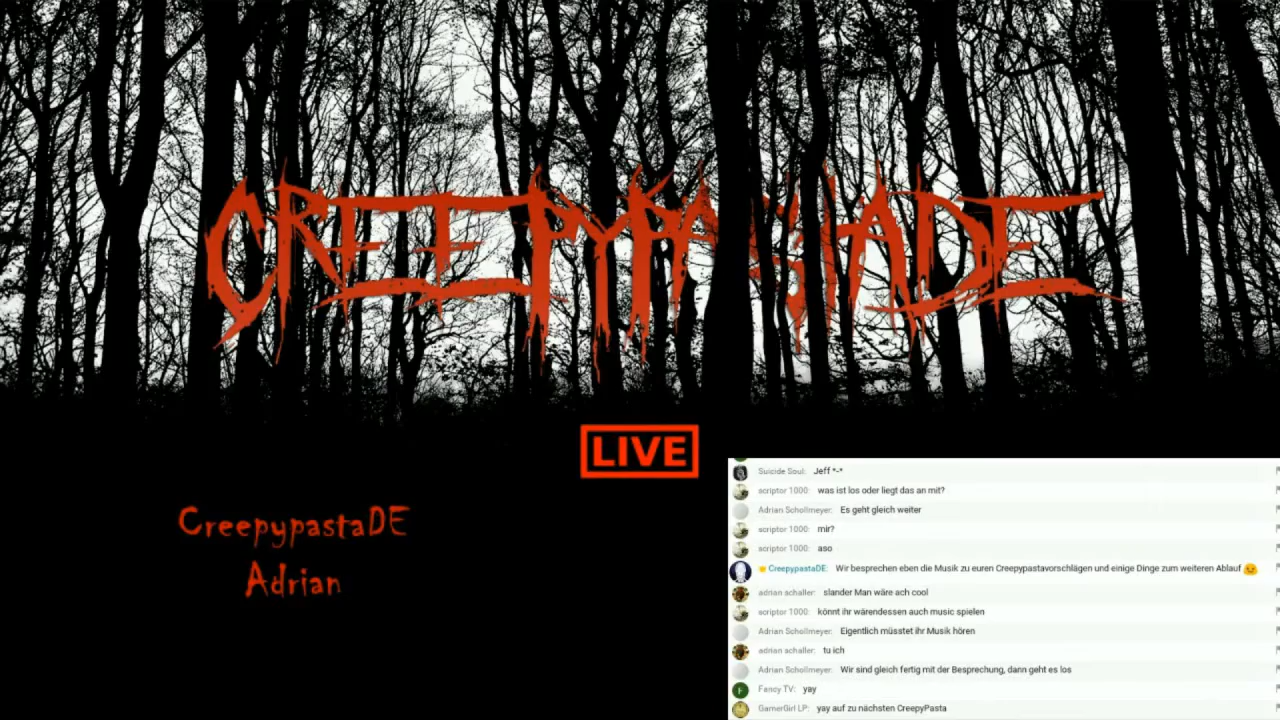 CREEPYPASTADE
LIVE
CreepypastaDE
Adrian
Suicide Soul: Jeff *-*
scriptor 1000: was ist los oder liegt das an mit?
Adrian Schollmeyer: Es geht gleich weiter
scriptor 1000: mir?
scriptor 1000: aso
CreepypastaDE: Wir besprechen eben die Musik zu euren Creepypastavorschlägen und einige Dinge zum weiteren Ablauf
adrian schaller: slander Man wäre ach cool
scriptor 1000: könnt ihr wärendessen auch music spielen
Adrian Schollmeyer: Eigentlich müsstet ihr Musik hören
adrian schaller: tu ich
Adrian Schollmeyer: Wir sind gleich fertig mit der Besprechung, dann geht es los
F Fancy TV: yay
GamerGirl LP: yay auf zu nächsten CreepyPasta